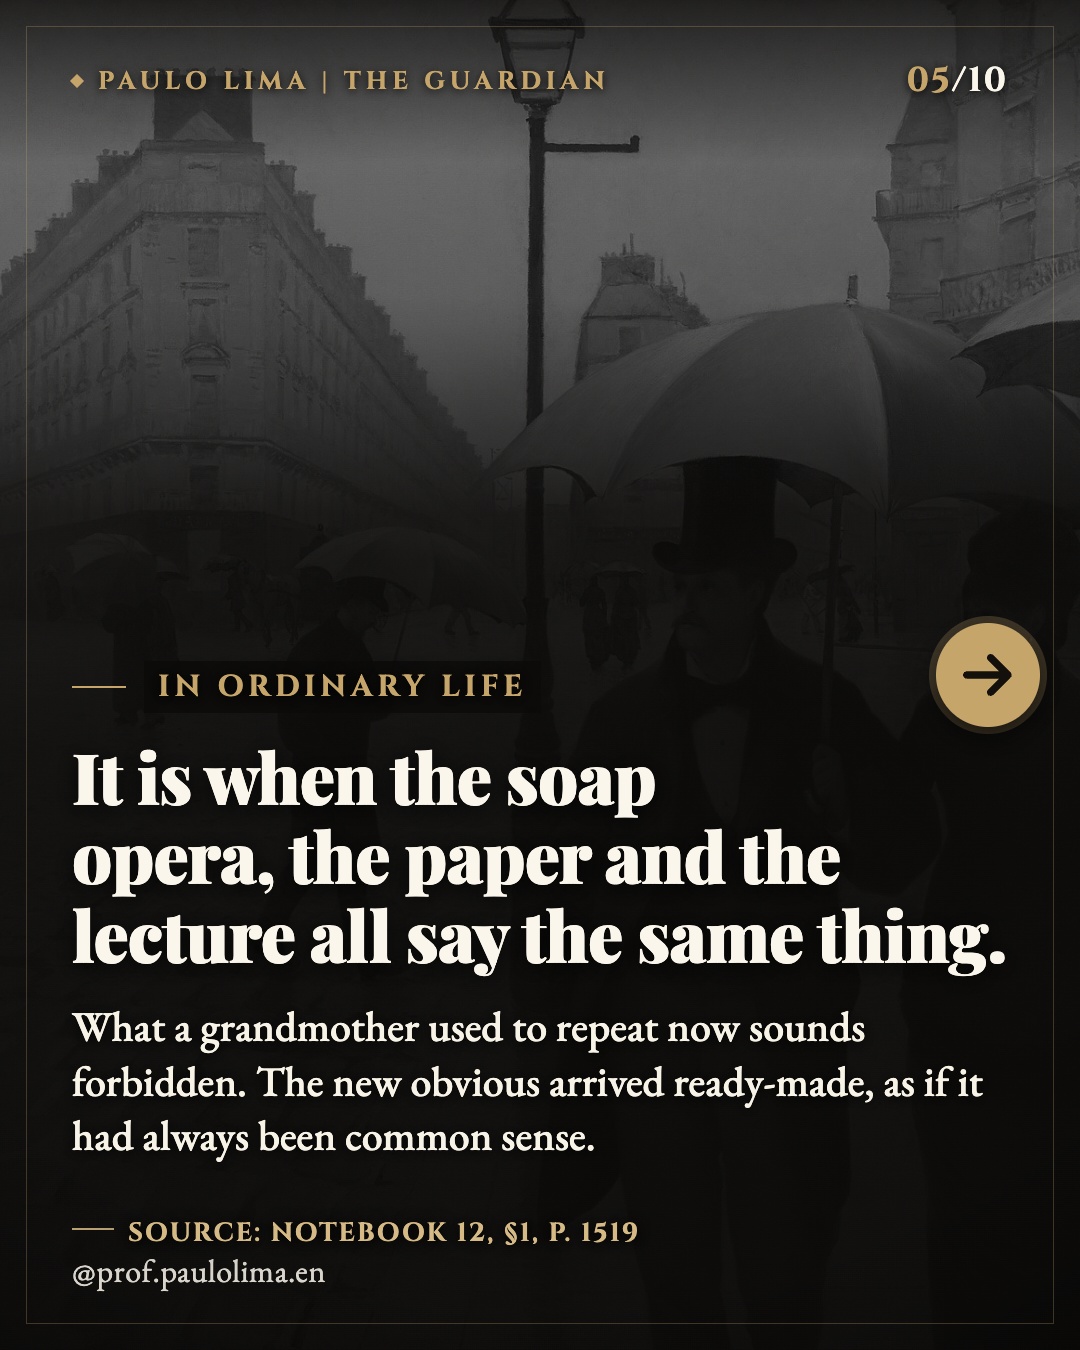 ◆ PAULO LIMA | THE GUARDIAN
05/10
IN ORDINARY LIFE
It is when the soap
opera, the paper and the
lecture all say the same thing.
What a grandmother used to repeat now sounds
forbidden. The new obvious arrived ready-made, as if it
had always been common sense.
SOURCE: NOTEBOOK 12, §1, P. 1519
@prof.paulolima.en